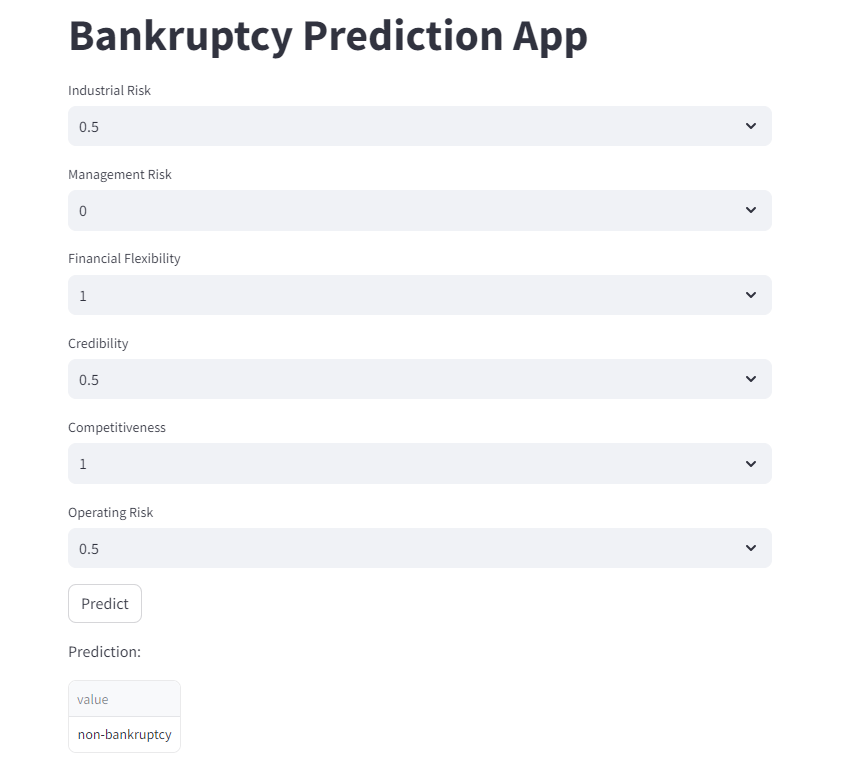 Bankruptcy Prediction App
Industrial Risk
0.5
Management Risk
0
Financial Flexibility
1
Credibility
0.5
Competitiveness
1
Operating Risk
0.5
Predict
Prediction:
value
non-bankruptcy